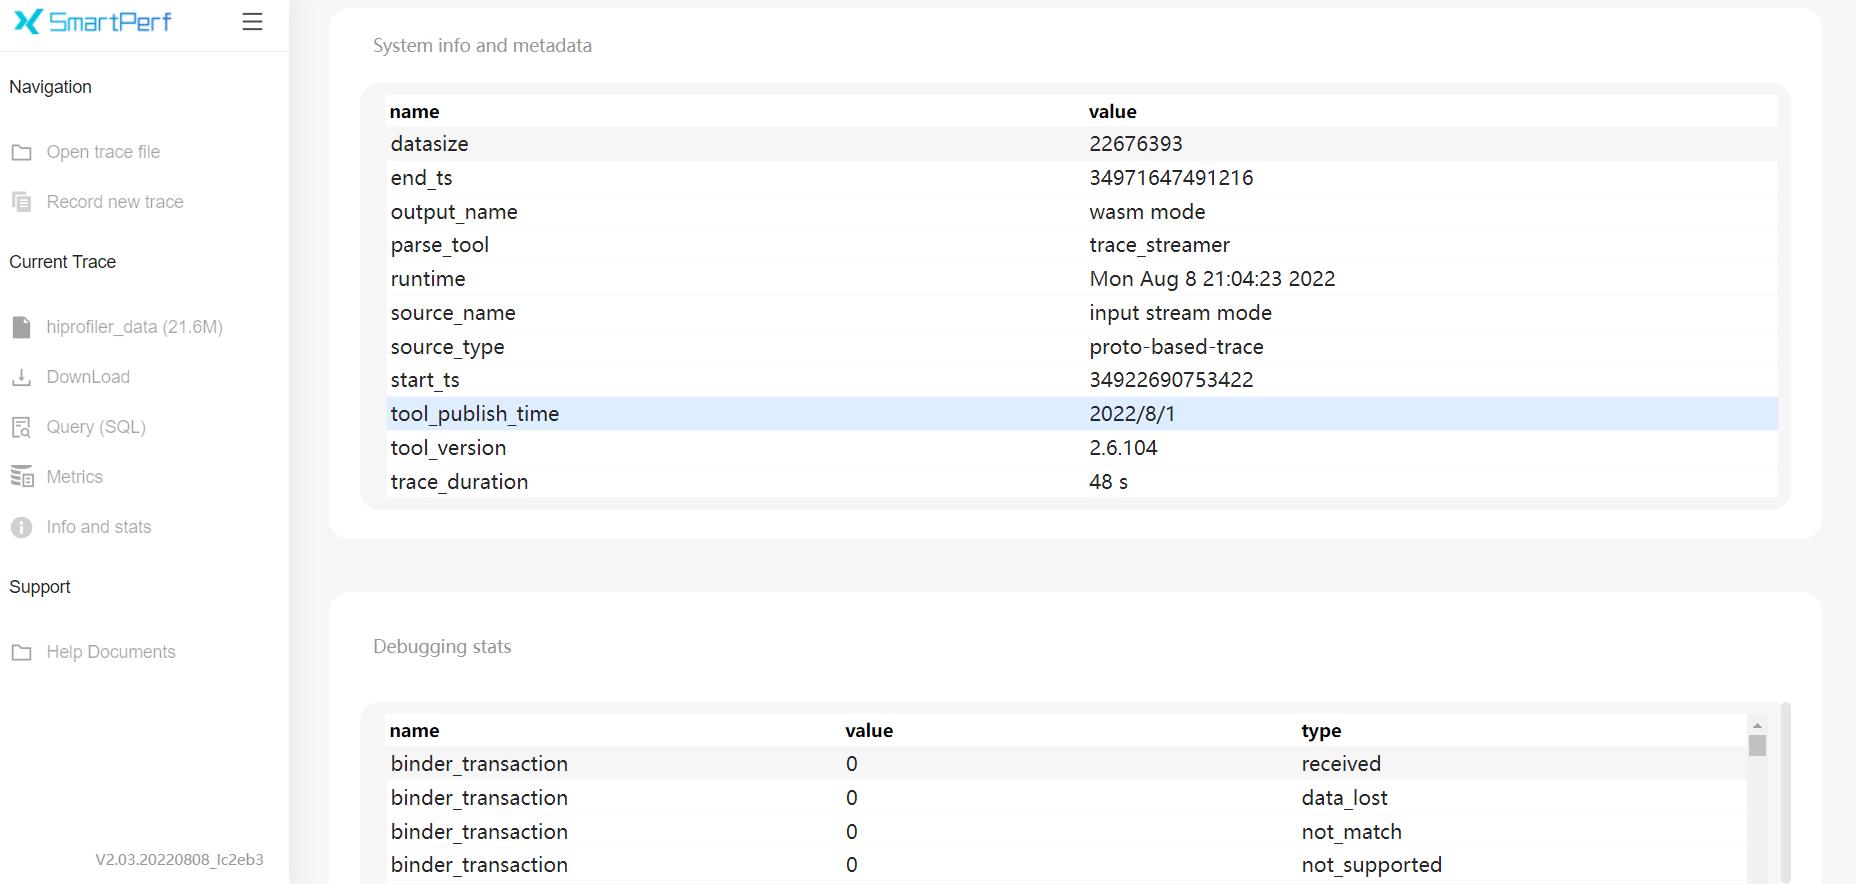 SmartPerf
Navigation
Open trace file
Record new trace
Current Trace
hiprofiler_data (21.6M)
DownLoad
Query (SQL)
Metrics
Info and stats
Support
Help Documents
V2.03.20220808_Ic2eb3
System info and metadata
name value
datasize 22676393
end_ts 34971647491216
output_name wasm mode
parse_tool trace_streamer
runtime Mon Aug 8 21:04:23 2022
source_name input stream mode
source_type proto-based-trace
start_ts 34922690753422
tool_publish_time 2022/8/1
tool_version 2.6.104
trace_duration 48 s
Debugging stats
name value type
binder_transaction 0 received
binder_transaction 0 data_lost
binder_transaction 0 not_match
binder_transaction 0 not_supported